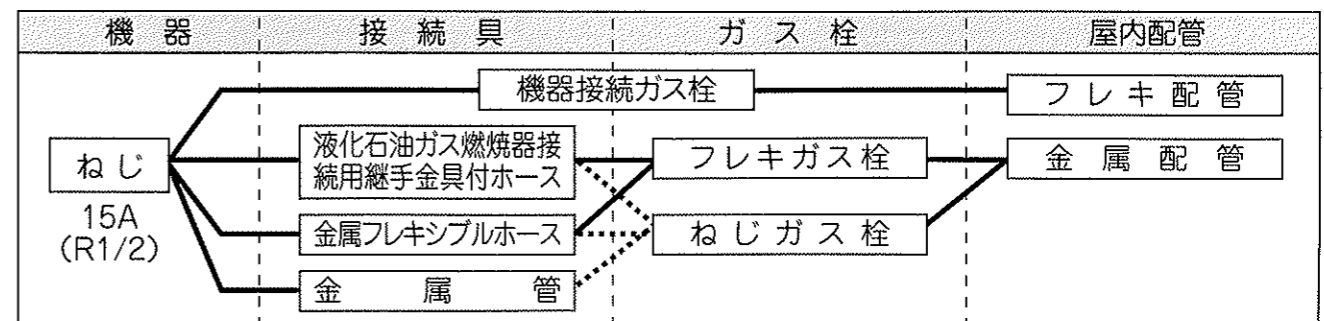 機器 接続具 ガス栓 屋内配管
機器接続ガス栓
フレキ配管
ねじ
15A
(R1/2)
液化石油ガス燃焼器接
続用継手金具付ホース
フレキガス栓
金属配管
金属フレキシブルホース
ねじガス栓
金属管